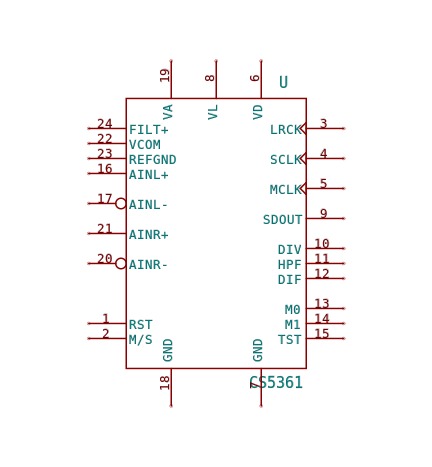 19 8 6 U
VA VL VD
24 FILT+ LRCK 3
22 VCOM
23 REFGND SCLK 4
16 AINL+
MCLK 5
17 AINL-
SDOUT 9
21 AINR+
DIV 10
20 AINR- HPF 11
DIF 12
M0 13
1 RST M1 14
2 M/S TST 15
GND GND
18 7 CS5361